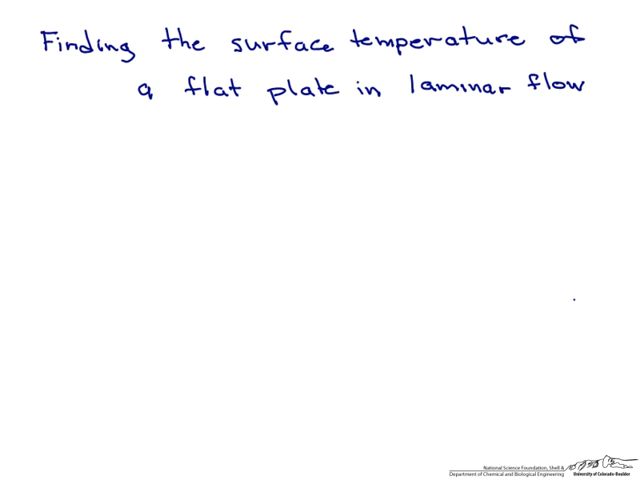 Finding the surface temperature of
a flat plate in laminar flow
National Science Foundation, Shell &
Department of Chemical and Biological Engineering
University of Colorado-Boulder